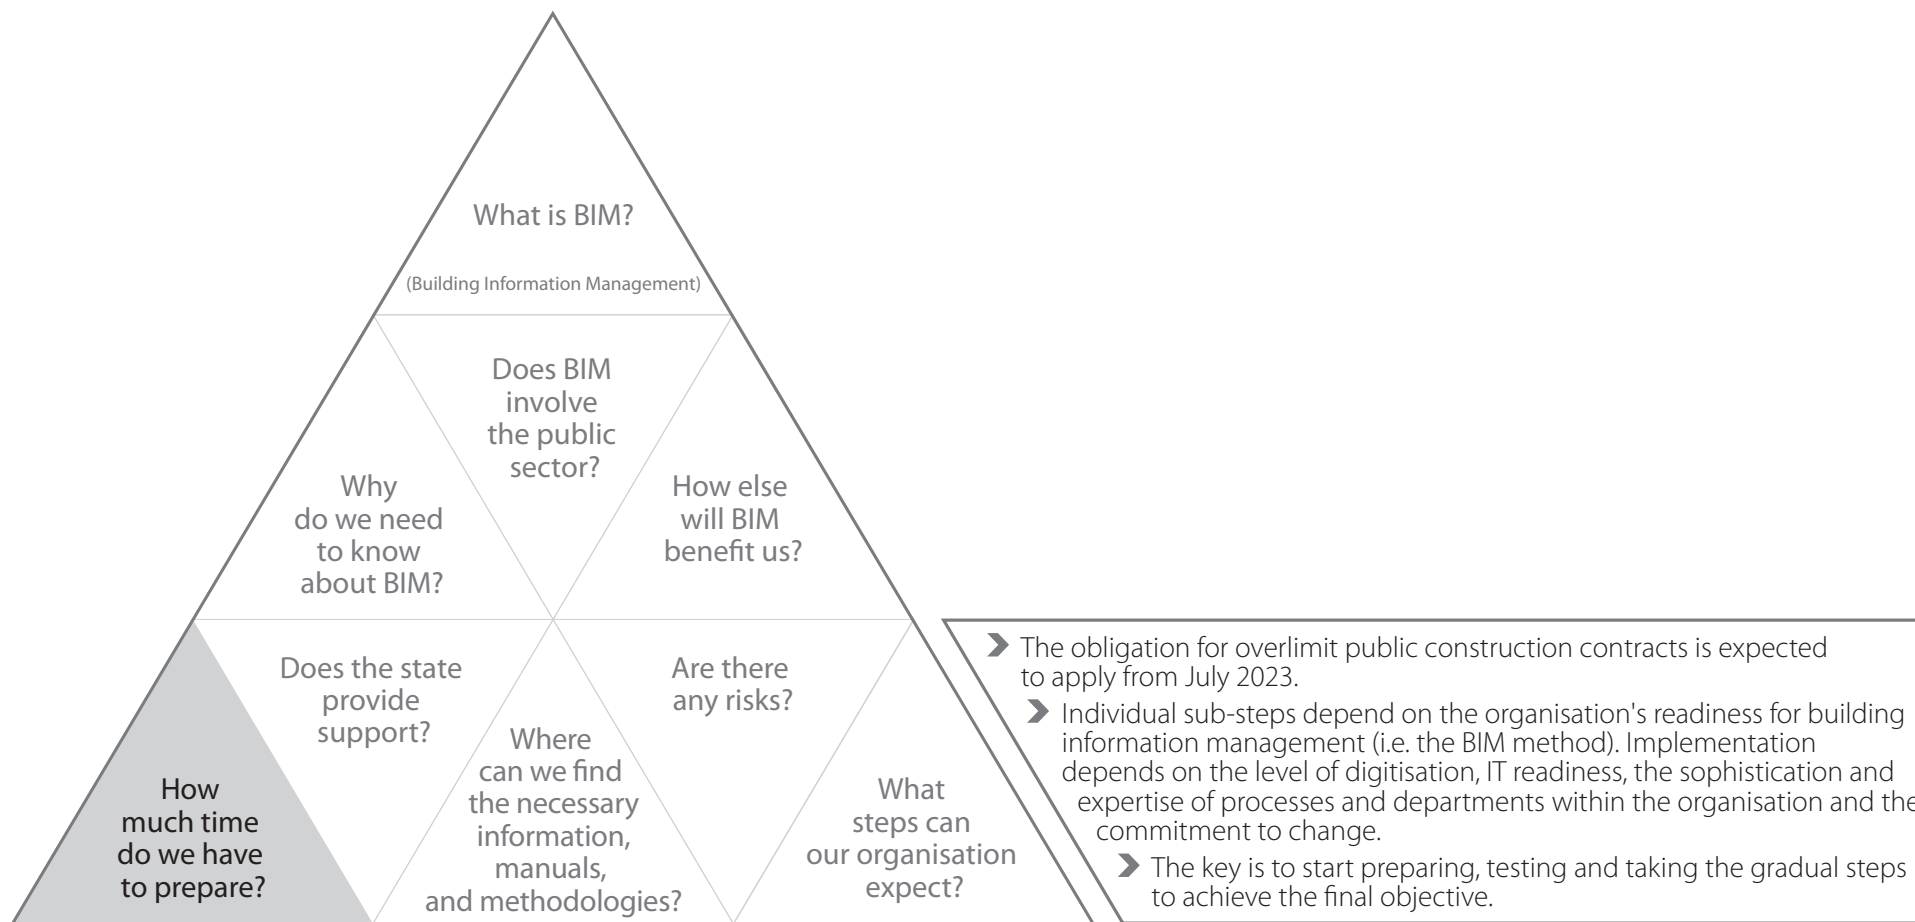 What is BIM?
(Building Information Management)
Does BIM
involve
the public
sector?
Why
do we need
to know
about BIM?
How else
will BIM
benefit us?
Does the state
provide
support?
Are there
any risks?
How
much time
do we have
to prepare?
Where
can we find
the necessary
information,
manuals,
and methodologies?
What
steps can
our organisation
expect?
❯ The obligation for overlimit public construction contracts is expected
to apply from July 2023.
❯ Individual sub-steps depend on the organisation's readiness for building
information management (i.e. the BIM method). Implementation
depends on the level of digitisation, IT readiness, the sophistication and
expertise of processes and departments within the organisation and the
commitment to change.
❯ The key is to start preparing, testing and taking the gradual steps
to achieve the final objective.